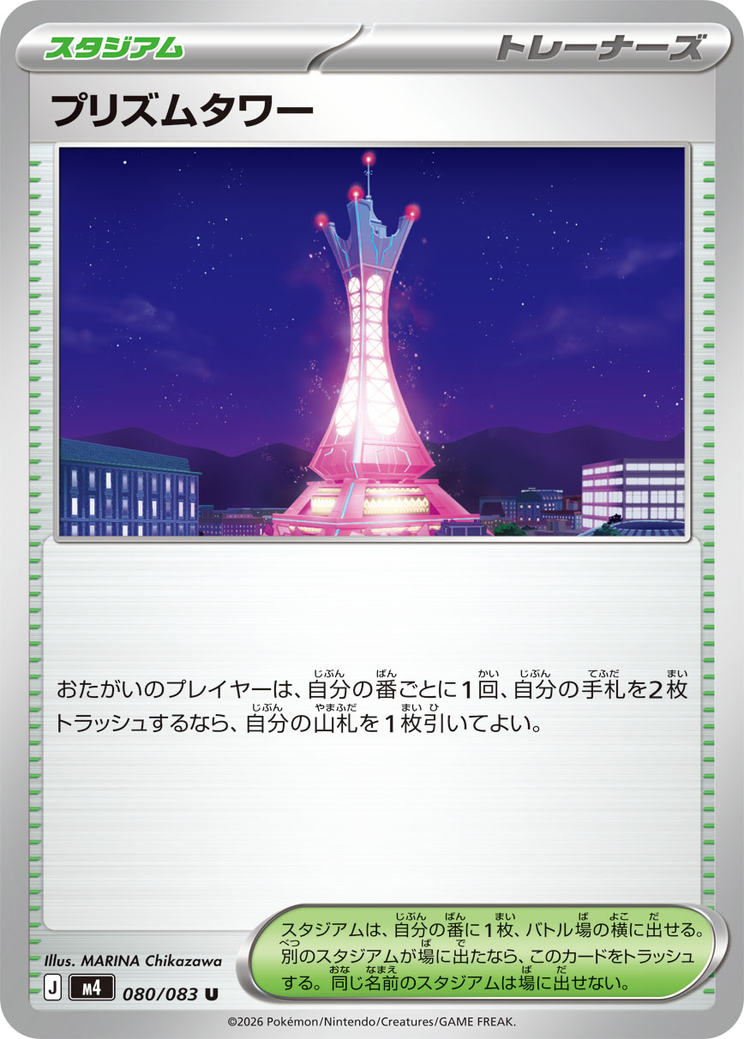 スタジアム トレーナーズ
プリズムタワー
おたがいのプレイヤーは、自分の番ごとに1回、自分の手札を2枚
トラッシュするなら、自分の山札を1枚引いてよい。
スタジアムは、自分の番に1枚、バトル場の横に出せる。
別のスタジアムが場に出たなら、このカードをトラッシュ
する。同じ名前のスタジアムは場に出せない。
Illus. MARINA Chikazawa
J M4 080/083 U
©2026 Pokémon/Nintendo/Creatures/GAME FREAK.